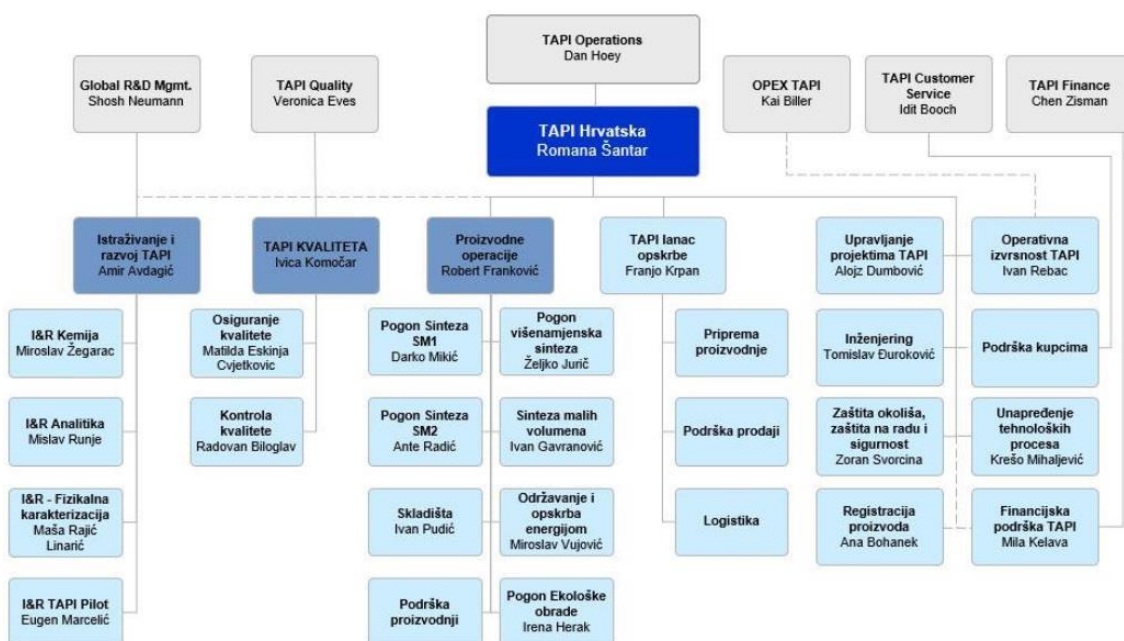 TAPI Operations
Dan Hoey
Global R&D Mgmt.
Shosh Neumann
TAPI Quality
Veronica Eves
OPEX TAPI
Kai Biller
TAPI Customer
Service
Idit Booch
TAPI Finance
Chen Zisman
TAPI Hrvatska
Romana Šantar
Istraživanje i
razvoj TAPI
Amir Avdagić
TAPI KVALITETA
Ivica Komočar
Proizvodne
operacije
Robert Franković
TAPI lanac
opskrbe
Franjo Krpan
Upravljanje
projektima TAPI
Alojz Dumbović
Operativna
izvrsnost TAPI
Ivan Rebac
I&R Kemija
Miroslav Žegarac
Osiguranje
kvalitete
Matilda Eskinja
Cvjetkovic
Pogon Sinteza
SM1
Darko Mikić
Pogon
višenamjenska
sinteza
Željko Jurič
Priprema
proizvodnje
Inženjering
Tomislav Đuroković
Podrška kupcima
I&R Analitika
Mislav Runje
Kontrola
kvalitete
Radovan Biloglav
Pogon Sinteza
SM2
Ante Radić
Sinteza malih
volumena
Ivan Gavranović
Podrška prodaji
Zaštita okoliša,
zaštita na radu i
sigurnost
Zoran Svorcina
Unapređenje
tehnoloških
procesa
Krešo Mihaljević
I&R - Fizikalna
karakterizacija
Maša Rajić
Linarić
Skladišta
Ivan Pudić
Održavanje i
opskrba
energijom
Miroslav Vujović
Logistika
Registracija
proizvoda
Ana Bohanek
Financijska
podrška TAPI
Mila Kelava
I&R TAPI Pilot
Eugen Marcelić
Podrška
proizvodnji
Pogon Ekološke
obrade
Irena Herak